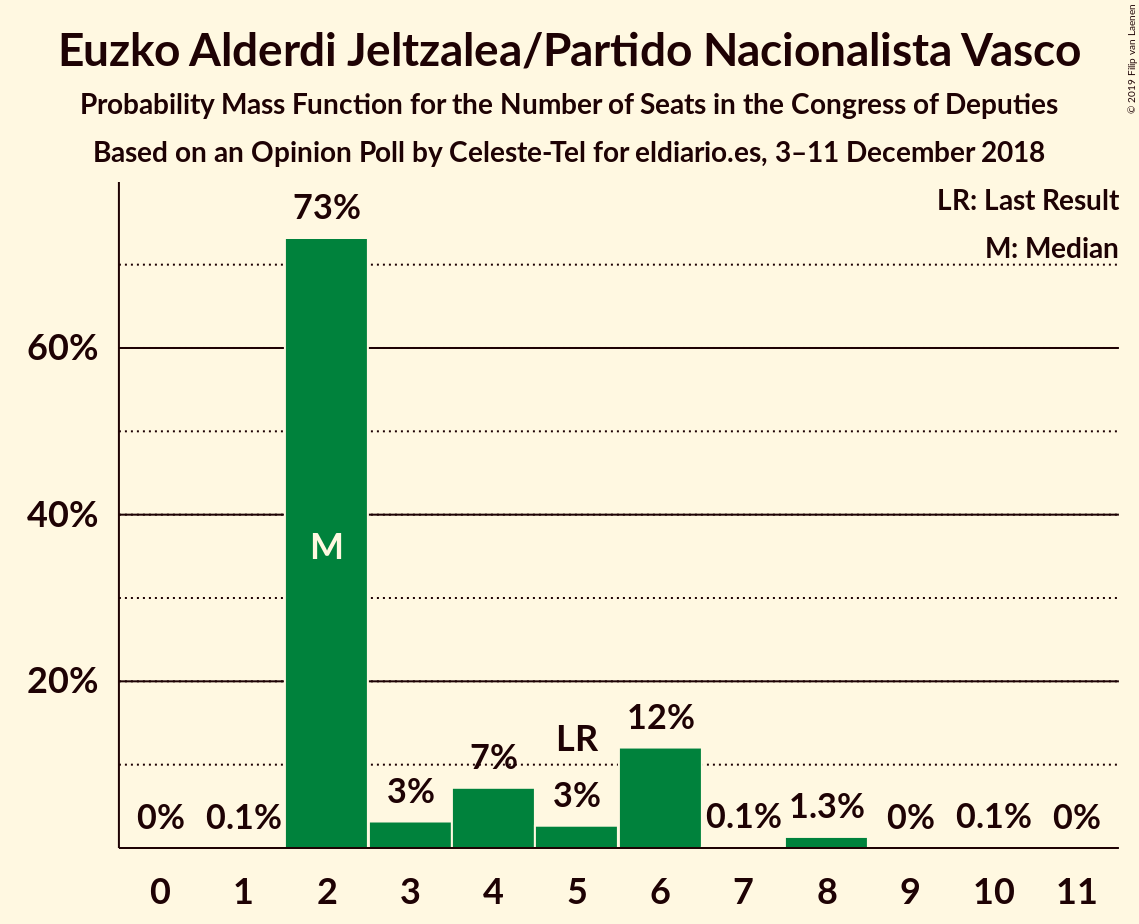 Euzko Alderdi Jeltzalea/Partido Nacionalista Vasco
Probability Mass Function for the Number of Seats in the Congress of Deputies
Based on an Opinion Poll by Celeste-Tel for eldiario.es, 3–11 December 2018
© 2019 Filip van Laenen
LR: Last Result
M: Median
73%
60%
40%
M
20%
12%
LR
7%
3%
3%
0%
0.1%
0.1%
1.3%
0%
0.1%
0%
0 1 2 3 4 5 6 7 8 9 10 11